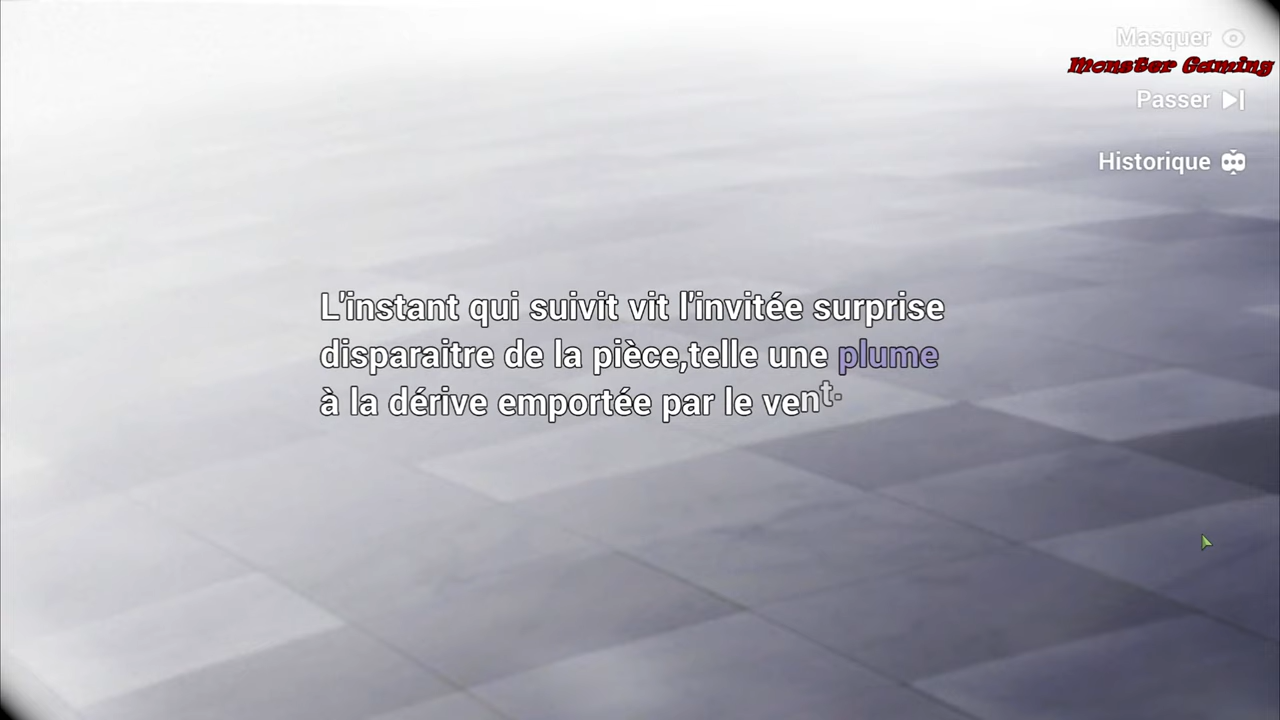 Masquer
Monster Gaming
Passer
Historique
L'instant qui suivit vit l'invitée surprise
disparaitre de la pièce,telle une plume
à la dérive emportée par le vent.